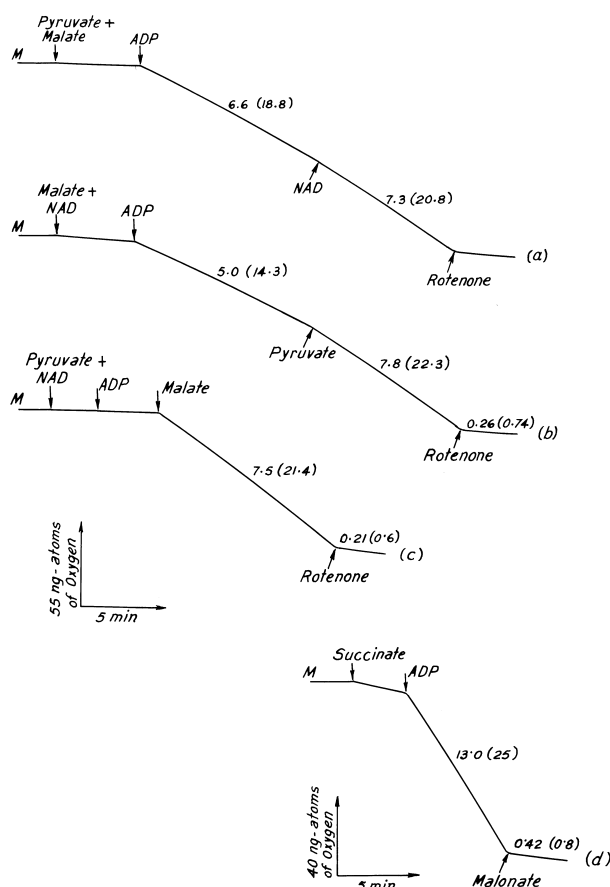 Pyruvate +
Malate
ADP
M
6.6 (18.8)
NAD
7.3 (20.8)
Rotenone
(a)
Malate +
NAD
ADP
M
5.0 (14.3)
Pyruvate
7.8 (22.3)
0.26 (0.74)
Rotenone
(b)
Pyruvate +
NAD
ADP
Malate
M
7.5 (21.4)
0.21 (0.6)
Rotenone
(c)
55 ng-atoms
of Oxygen
5 min
Succinate
M
ADP
13.0 (25)
0.42 (0.8)
Malonate
(d)
40 ng-atoms
of Oxygen
5 min